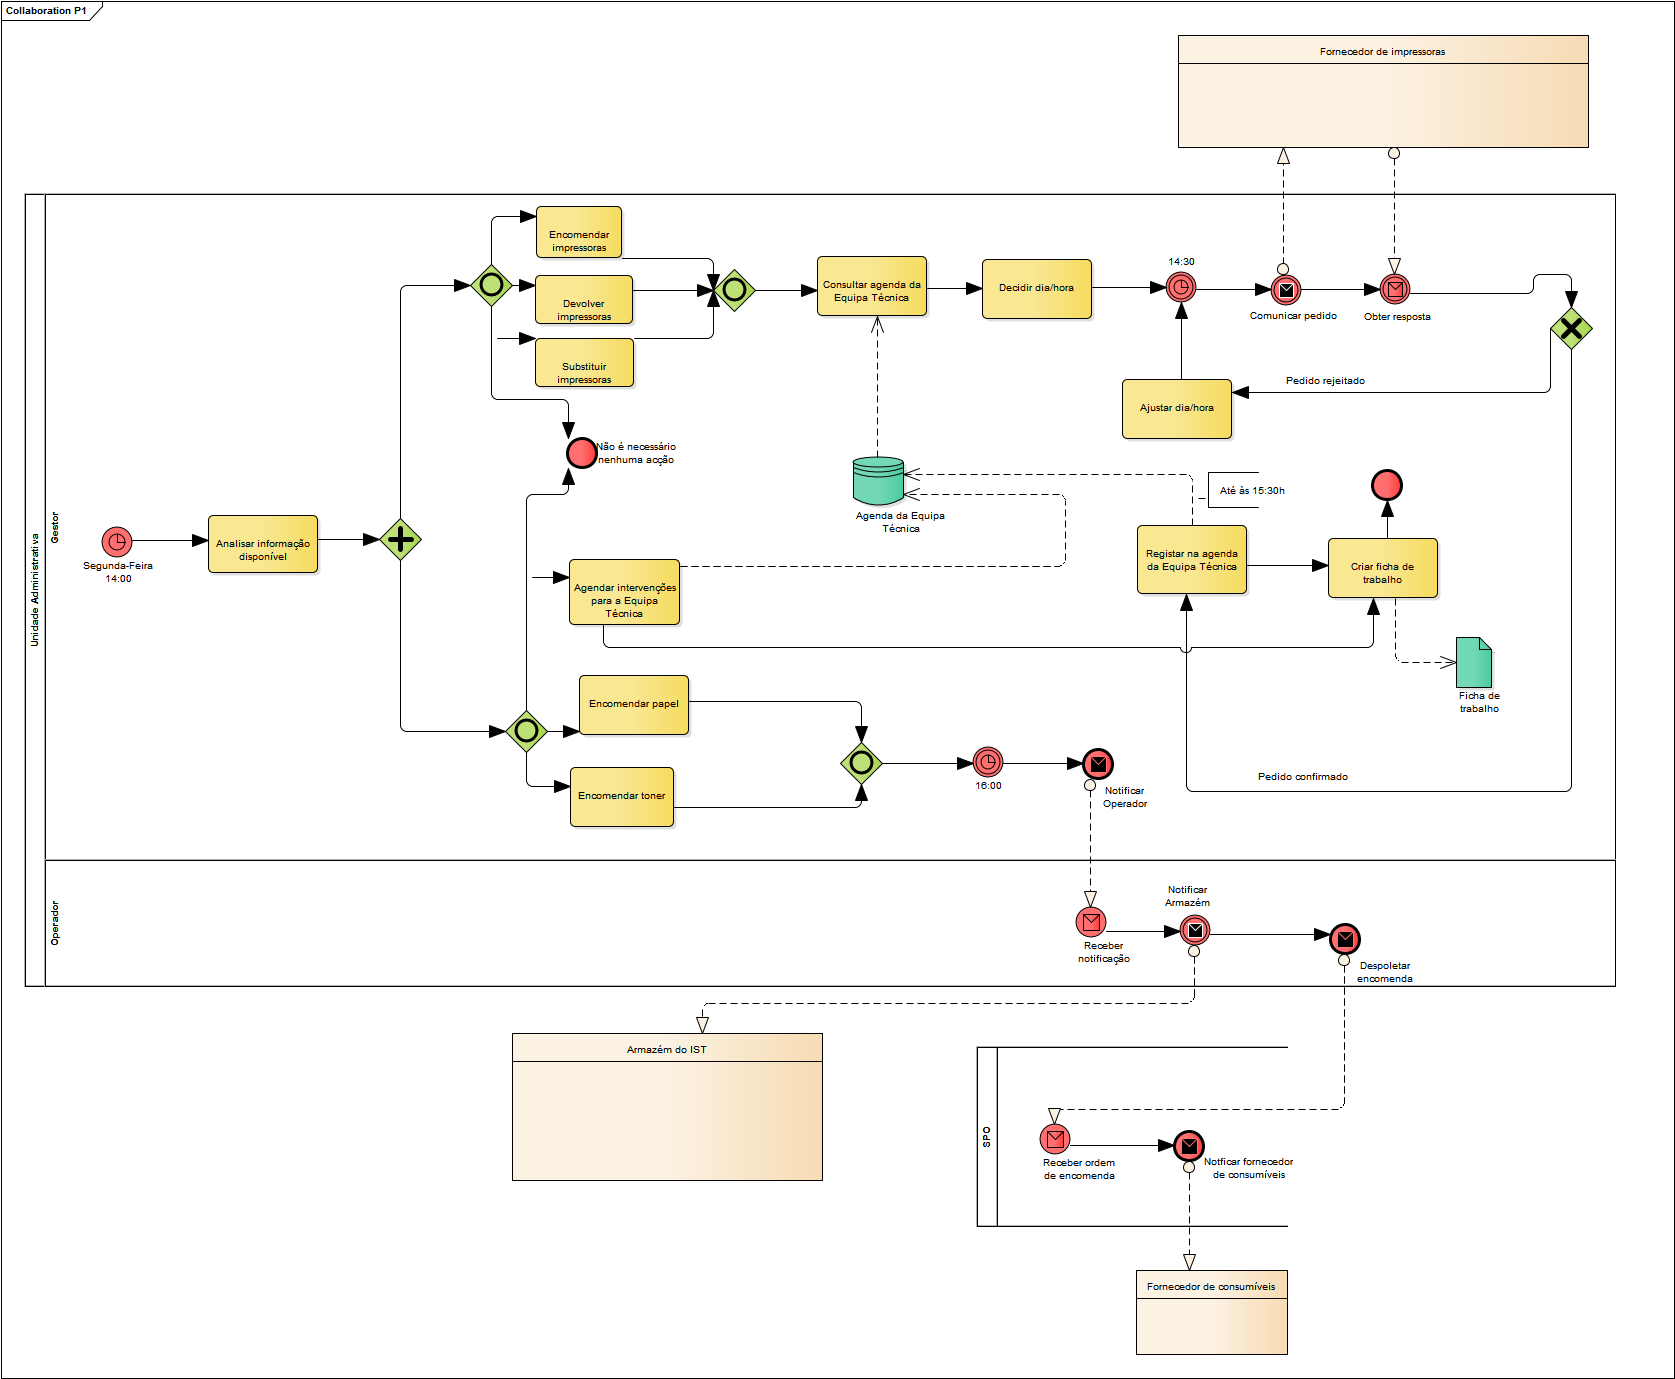 Collaboration P1
Fornecedor de impressoras
Unidade Administrativa
Gestor
Encomendar
impressoras
Devolver
impressoras
Substituir
impressoras
Consultar agenda da
Equipa Técnica
Decidir dia/hora
14:30
Comunicar pedido
Obter resposta
Pedido rejeitado
Ajustar dia/hora
Não é necessário
nenhuma acção
Agenda da Equipa
Técnica
Até às 15:30h
Segunda-Feira
14:00
Analisar informação
disponível
Agendar intervenções
para a Equipa
Técnica
Registar na agenda
da Equipa Técnica
Criar ficha de
trabalho
Ficha de
trabalho
Encomendar papel
Encomendar toner
16:00
Notificar
Operador
Pedido confirmado
Operador
Receber
notificação
Notificar
Armazém
Despoletar
encomenda
Armazém do IST
SPO
Receber ordem
de encomenda
Notficar fornecedor
de consumíveis
Fornecedor de consumíveis